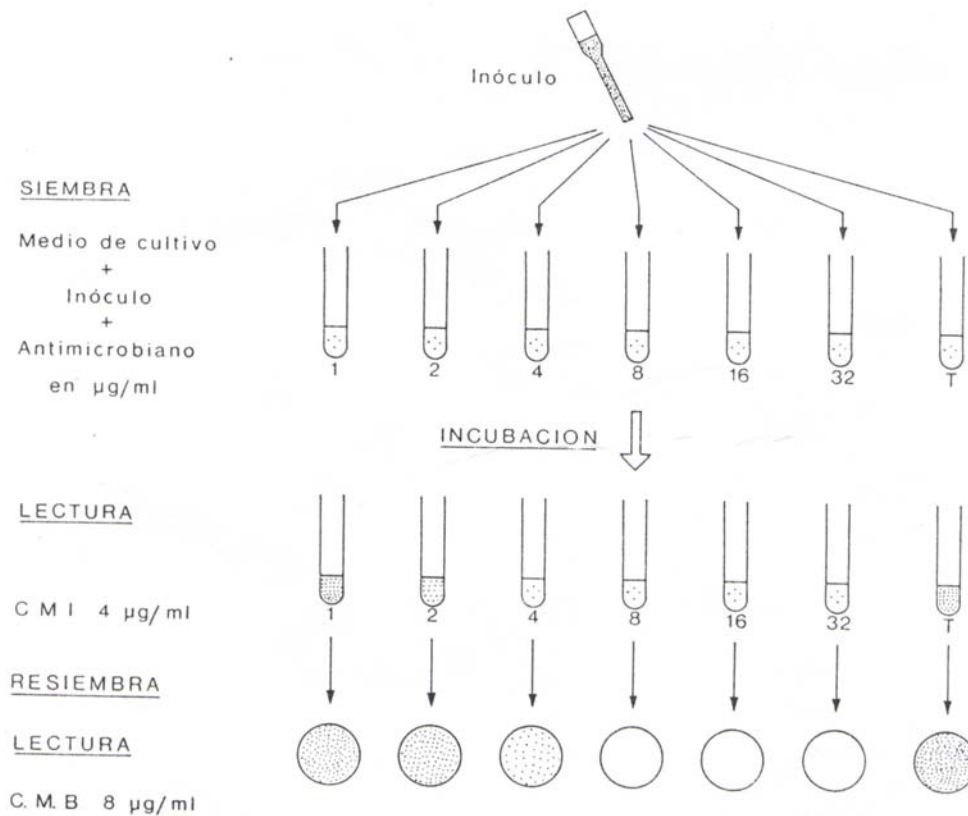 Inóculo
SIEMBRA
Medio de cultivo
+
Inóculo
+
Antimicrobiano
en µg/ml
1 2 4 8 16 32 T
INCUBACION
LECTURA
C M I 4 µg/ml
1 2 4 8 16 32 T
RESIEMBRA
LECTURA
C. M. B 8 µg/ml